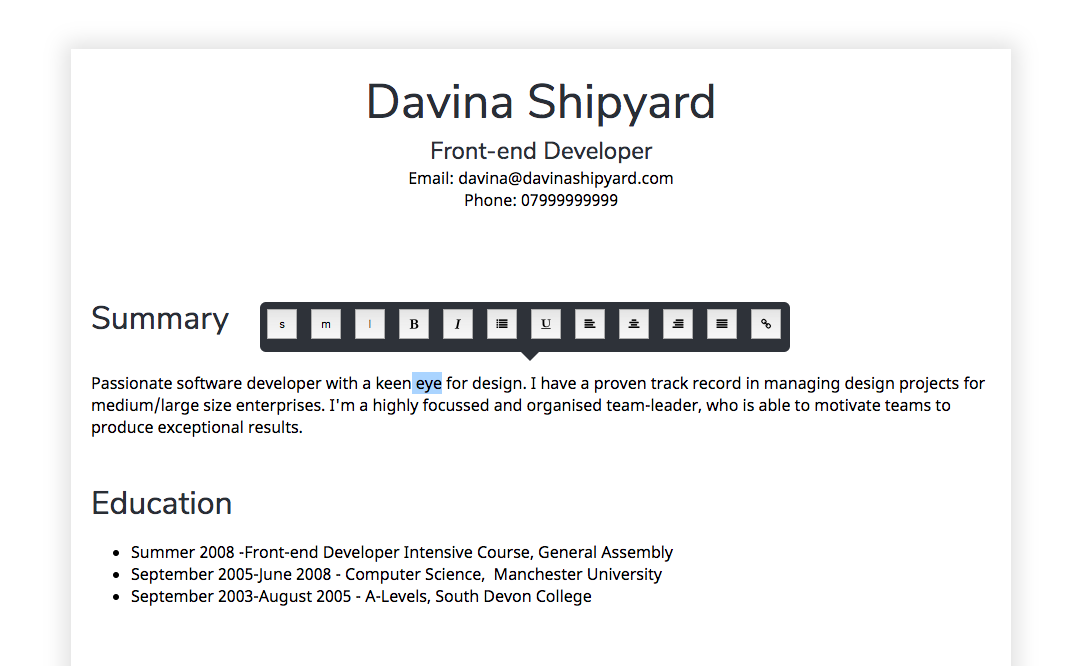 Davina Shipyard
Front-end Developer
Email: davina@davinashipyard.com
Phone: 07999999999
Summary
s m l B I U
Passionate software developer with a keen eye for design. I have a proven track record in managing design projects for
medium/large size enterprises. I'm a highly focussed and organised team-leader, who is able to motivate teams to
produce exceptional results.
Education
• Summer 2008 -Front-end Developer Intensive Course, General Assembly
• September 2005-June 2008 - Computer Science,  Manchester University
• September 2003-August 2005 - A-Levels, South Devon College